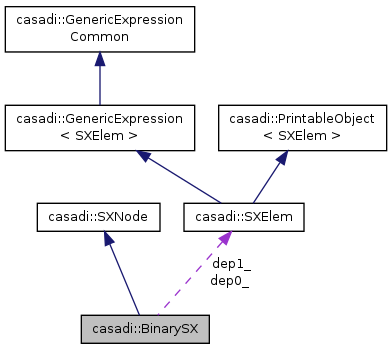 casadi::GenericExpression
Common
casadi::GenericExpression
< SXElem >
casadi::PrintableObject
< SXElem >
casadi::SXNode
casadi::SXElem
dep1_
dep0_
casadi::BinarySX